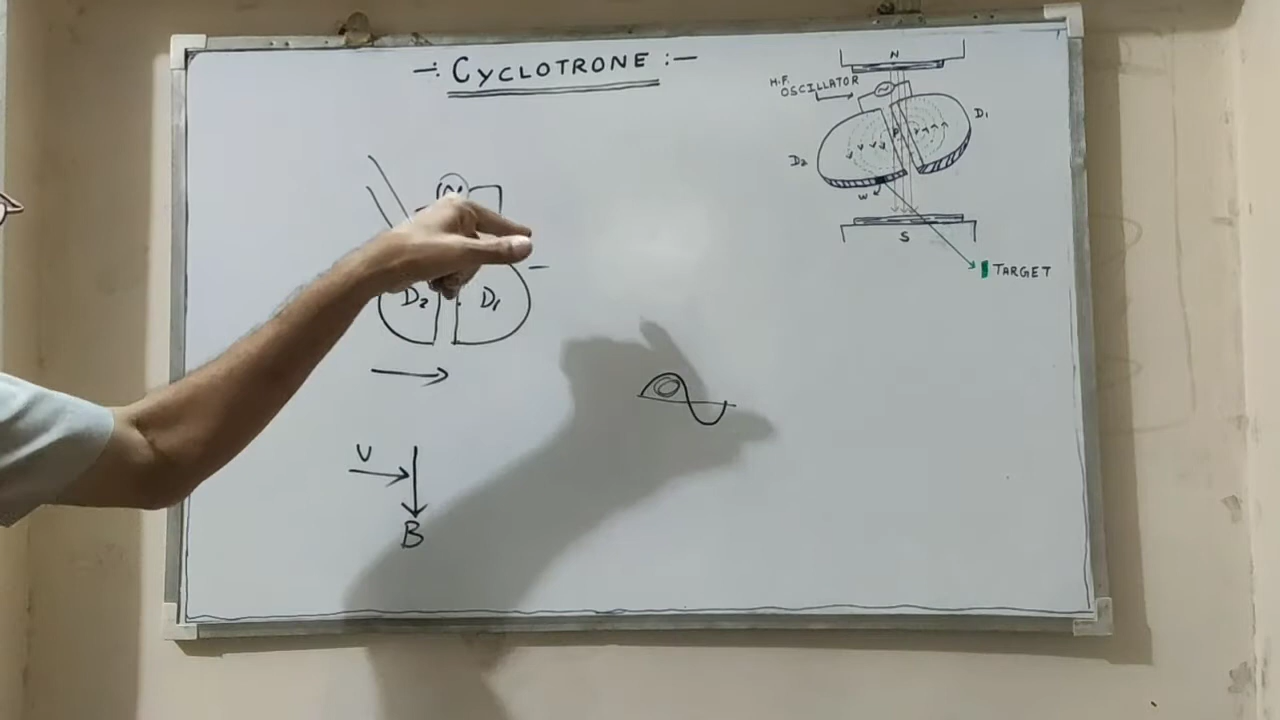 -: CYCLOTRONE :-
N
H.F.
OSCILLATOR
D1
D2
W
S
TARGET
~
D2 D1
-
V
B